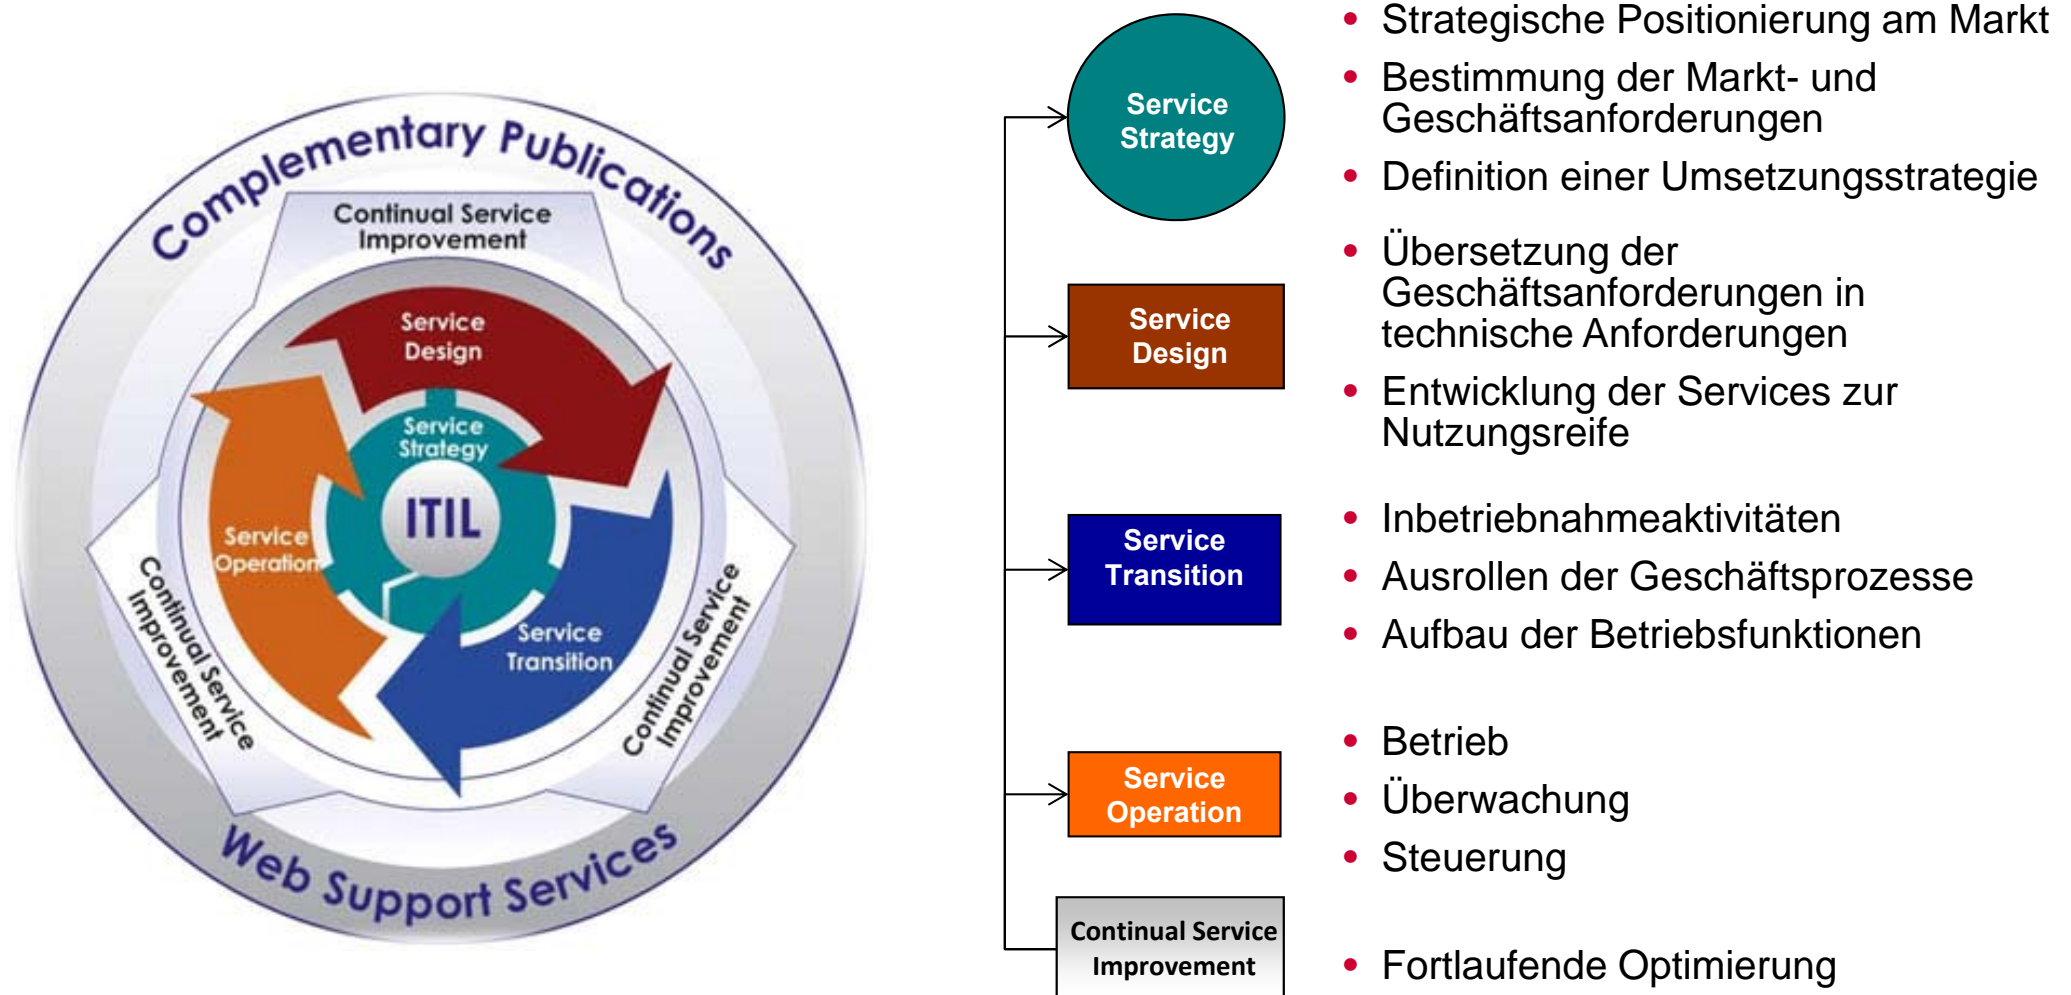 Complementary Publications
Continual Service
Improvement
Service
Design
Service
Strategy
ITIL
Service
Operation
Service
Transition
Continual Service
Improvement
Continual Service
Improvement
Web Support Services
Service
Strategy
• Strategische Positionierung am Markt
• Bestimmung der Markt- und
Geschäftsanforderungen
• Definition einer Umsetzungsstrategie
Service
Design
• Übersetzung der
Geschäftsanforderungen in
technische Anforderungen
• Entwicklung der Services zur
Nutzungsreife
Service
Transition
• Inbetriebnahmeaktivitäten
• Ausrollen der Geschäftsprozesse
• Aufbau der Betriebsfunktionen
Service
Operation
• Betrieb
• Überwachung
• Steuerung
Continual Service
Improvement
• Fortlaufende Optimierung